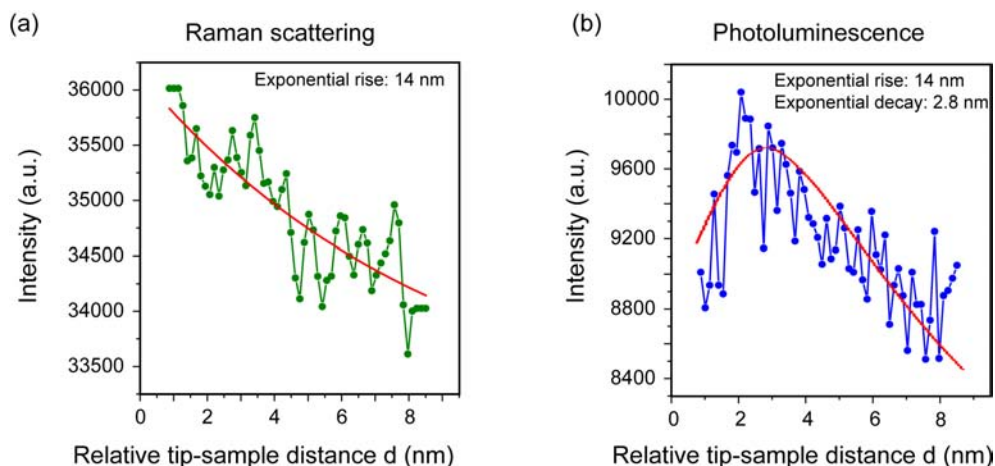 (a)
Raman scattering
Exponential rise: 14 nm
36000
35500
35000
34500
34000
33500
Intensity (a.u.)
0 2 4 6 8
Relative tip-sample distance d (nm)
(b)
Photoluminescence
Exponential rise: 14 nm
Exponential decay: 2.8 nm
10000
9600
9200
8800
8400
Intensity (a.u.)
0 2 4 6 8
Relative tip-sample distance d (nm)